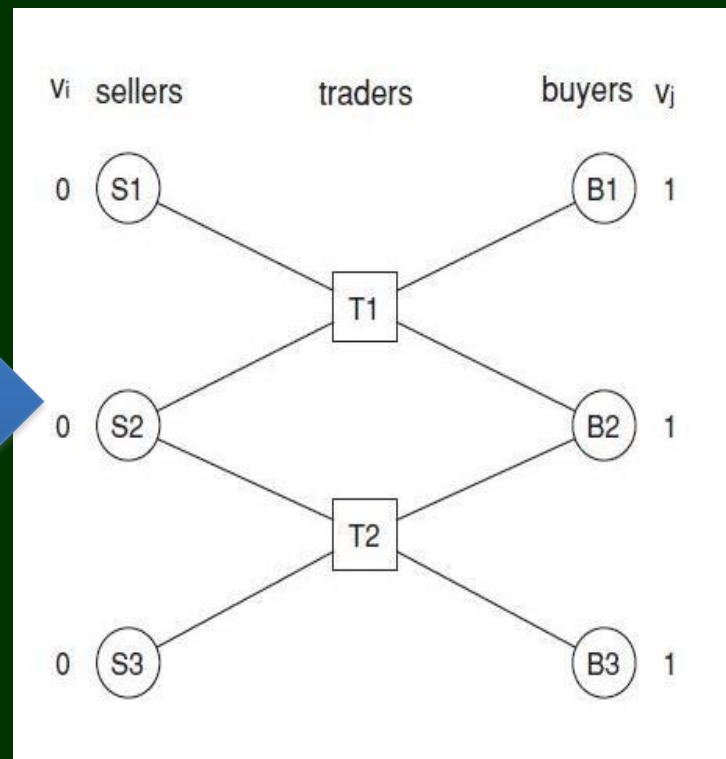 vi sellers traders buyers vj
0 S1 B1 1
T1
0 S2 B2 1
T2
0 S3 B3 1